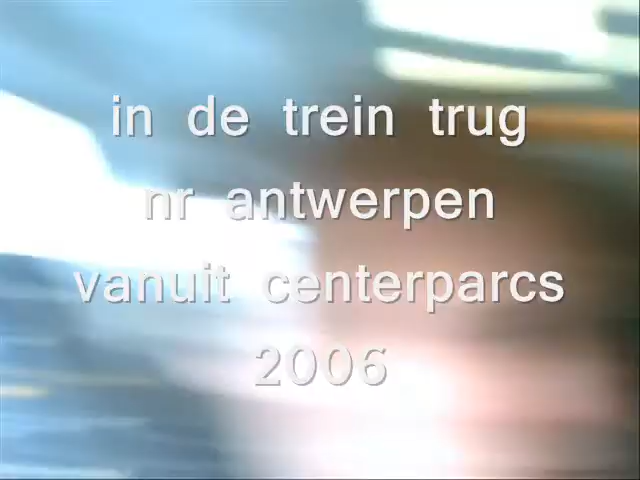 in de trein trug
nr antwerpen
vanuit centerparcs
2006